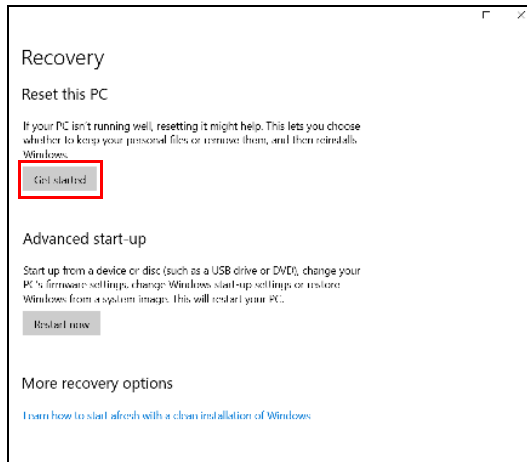 Recovery
Reset this PC
If your PC isn't running well, resetting it might help. This lets you choose
whether to keep your personal files or remove them, and then reinstalls
Windows.
Get started
Advanced start-up
Start up from a device or disc (such as a USB drive or DVD), change your
PC's firmware settings, change Windows start-up settings or restore
Windows from a system image. This will restart your PC.
Restart now
More recovery options
Learn how to start afresh with a clean installation of Windows